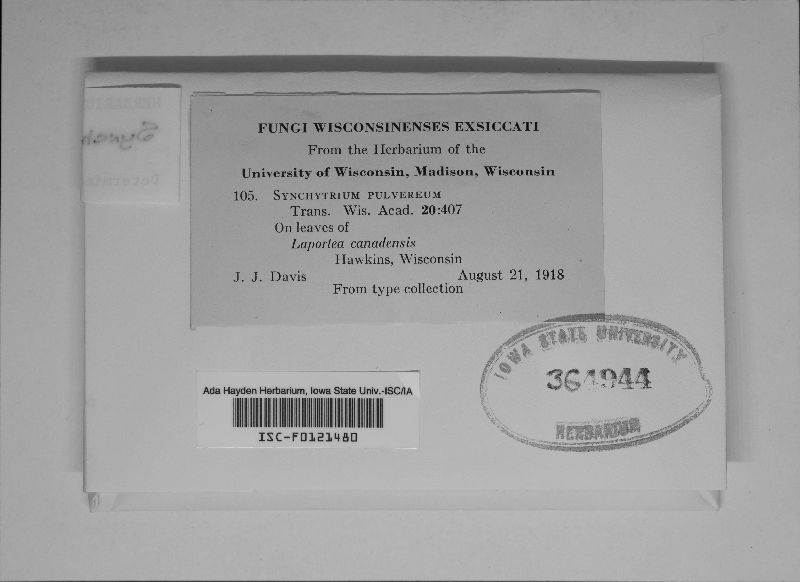 FUNGI WISCONSINENSES EXSICCATI
From the Herbarium of the
University of Wisconsin, Madison, Wisconsin
105. SYNCHYTRIUM PULVEREUM
Trans. Wis. Acad. 20:407
On leaves of
Laportea canadensis
Hawkins, Wisconsin
J. J. Davis August 21, 1918
From type collection
IOWA STATE UNIVERSITY
364944
HERBARIUM
Ada Hayden Herbarium, Iowa State Univ.-ISC/IA
ISC-F0121480